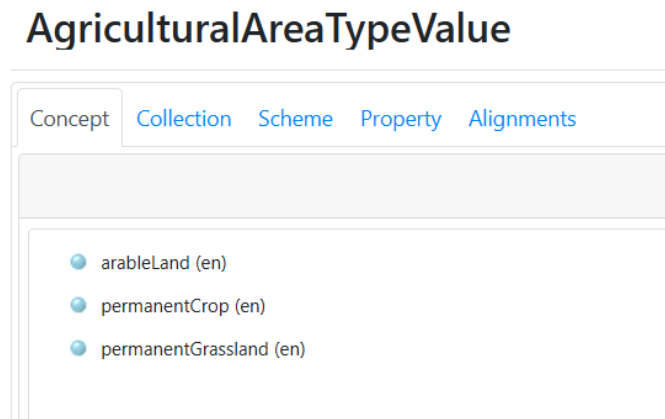 AgriculturalAreaTypeValue
Concept Collection Scheme Property Alignments
arableLand (en)
permanentCrop (en)
permanentGrassland (en)